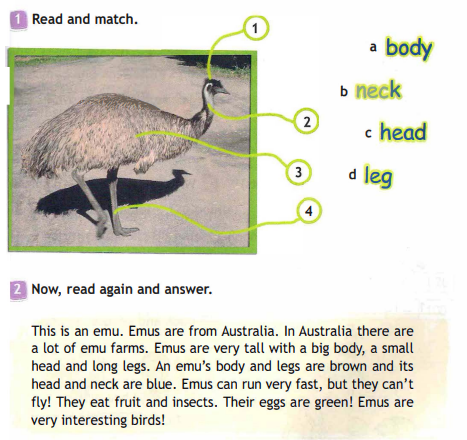 1 Read and match.
1
a body
b neck
2
c head
3
d leg
4
2 Now, read again and answer.
This is an emu. Emus are from Australia. In Australia there are
a lot of emu farms. Emus are very tall with a big body, a small
head and long legs. An emu's body and legs are brown and its
head and neck are blue. Emus can run very fast, but they can't
fly! They eat fruit and insects. Their eggs are green! Emus are
very interesting birds!